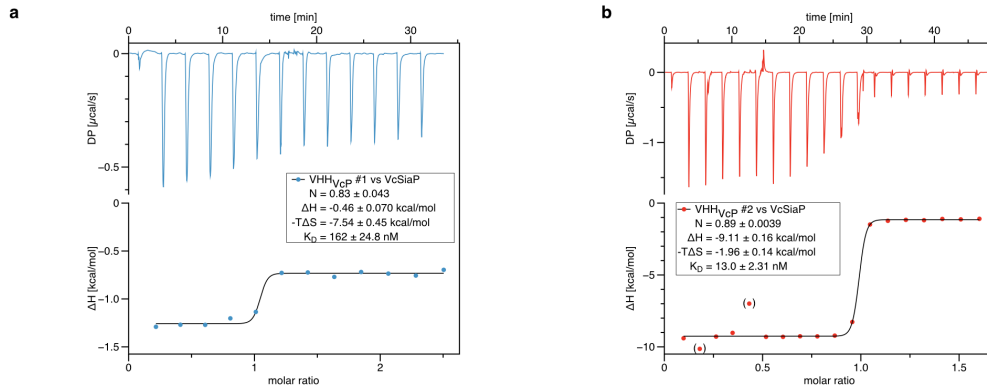 a
time [min]
0 10 20 30
0
−0.5
DP [µcal/s]
VHHVcP #1 vs VcSiaP
N = 0.83 ± 0.043
ΔH = -0.46 ± 0.070 kcal/mol
-TΔS = -7.54 ± 0.45 kcal/mol
KD = 162 ± 24.8 nM
0
−0.5
−1.0
−1.5
ΔH [kcal/mol]
0 1 2
molar ratio
b
time [min]
0 10 20 30 40
0
−1
DP [µcal/s]
VHHVcP #2 vs VcSiaP
N = 0.89 ± 0.0039
ΔH = -9.11 ± 0.16 kcal/mol
-TΔS = -1.96 ± 0.14 kcal/mol
KD = 13.0 ± 2.31 nM
0
−5
−10
ΔH [kcal/mol]
( )
( )
0 0.5 1.0 1.5
molar ratio